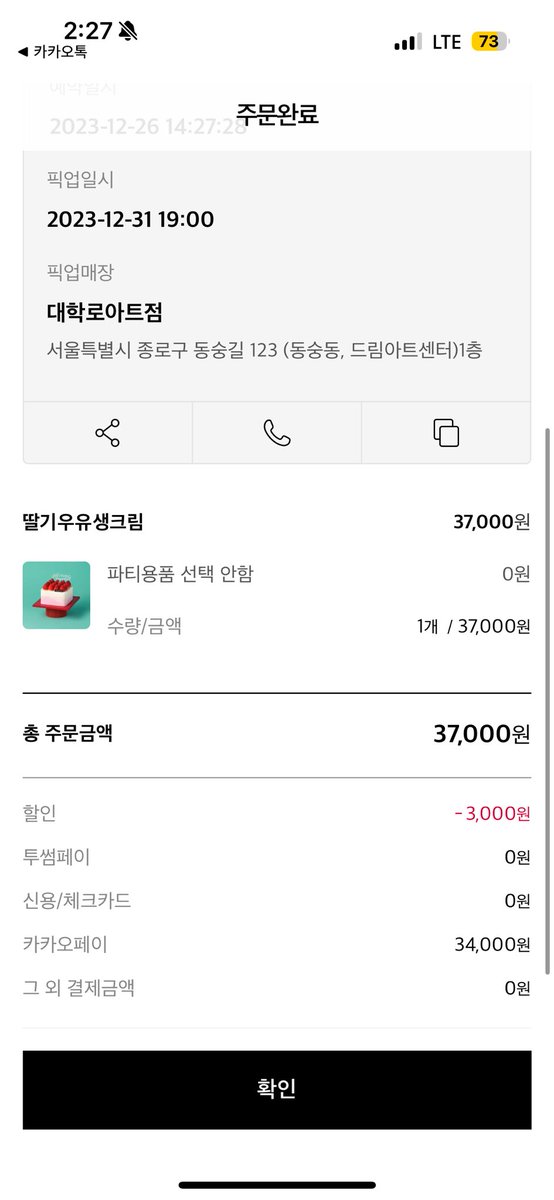 2:27
LTE 73
◀ 카카오톡
예약일시
주문완료
2023-12-26 14:27:28
픽업일시
2023-12-31 19:00
픽업매장
대학로아트점
서울특별시 종로구 동숭길 123 (동숭동, 드림아트센터)1층
딸기우유생크림 37,000원
파티용품 선택 안함 0원
수량/금액 1개 / 37,000원
총 주문금액 37,000원
할인 -3,000원
투썸페이 0원
신용/체크카드 0원
카카오페이 34,000원
그 외 결제금액 0원
확인